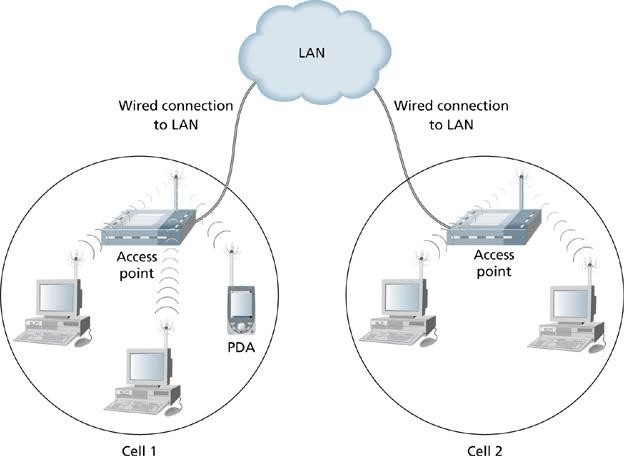 LAN
Wired connection
to LAN
Wired connection
to LAN
Access
point
PDA
Cell 1
Access
point
Cell 2